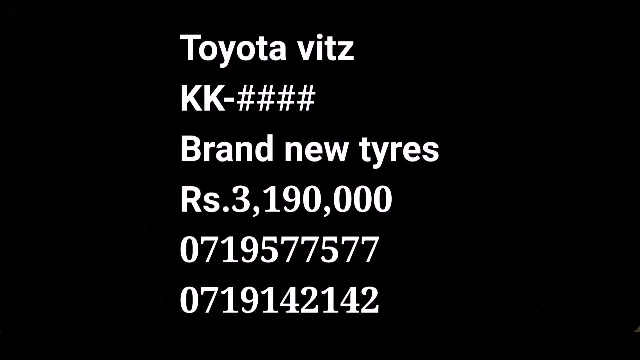 Toyota vitz
KK-####
Brand new tyres
Rs.3,190,000
0719577577
0719142142